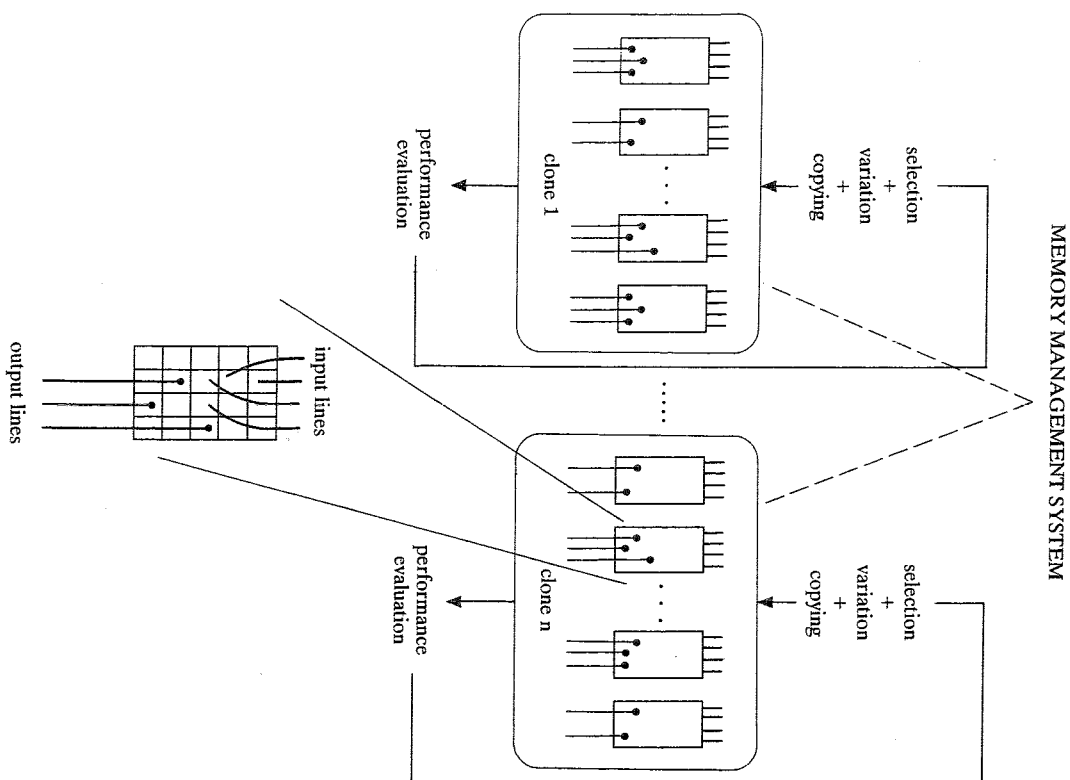 MEMORY MANAGEMENT SYSTEM
selection
+
variation
+
copying
selection
+
variation
+
copying
clone 1
clone n
performance
evaluation
performance
evaluation
input lines
output lines